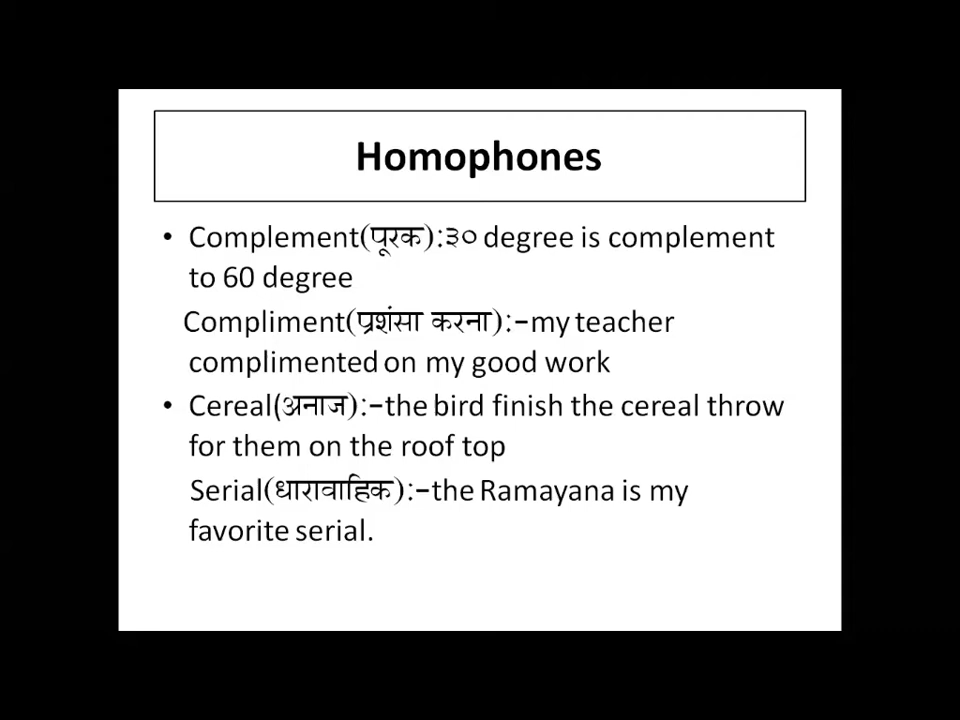 Homophones
• Complement(पूरक):३० degree is complement
to 60 degree
Compliment(प्रशंसा करना):-my teacher
complimented on my good work
• Cereal(अनाज):-the bird finish the cereal throw
for them on the roof top
Serial(धारावाहिक):-the Ramayana is my
favorite serial.